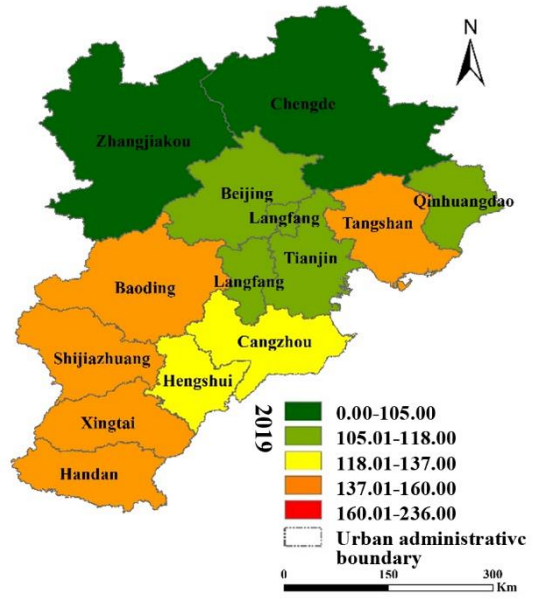 N
Chengde
Zhangjiakou
Beijing
Qinhuangdao
Langfang
Tangshan
Tianjin
Langfang
Baoding
Cangzhou
Shijiazhuang
Hengshui
Xingtai
Handan
2019
0.00-105.00
105.01-118.00
118.01-137.00
137.01-160.00
160.01-236.00
Urban administrative
boundary
0 150 300
Km